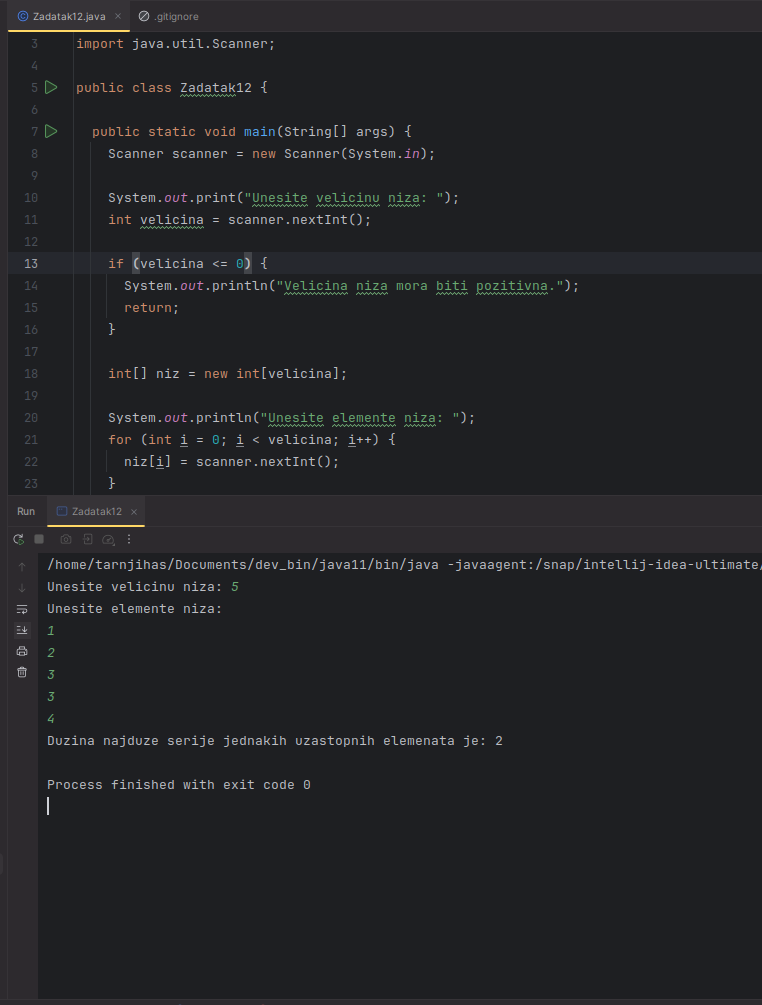 Zadatak12.java
.gitignore
3 import java.util.Scanner;
4
5 public class Zadatak12 {
6
7 public static void main(String[] args) {
8 Scanner scanner = new Scanner(System.in);
9
10 System.out.print("Unesite velicinu niza: ");
11 int velicina = scanner.nextInt();
12
13 if (velicina <= 0) {
14 System.out.println("Velicina niza mora biti pozitivna.");
15 return;
16 }
17
18 int[] niz = new int[velicina];
19
20 System.out.println("Unesite elemente niza: ");
21 for (int i = 0; i < velicina; i++) {
22 niz[i] = scanner.nextInt();
23 }
Run
Zadatak12
/home/tarnjihas/Documents/dev_bin/java11/bin/java -javaagent:/snap/intellij-idea-ultimate/
Unesite velicinu niza: 5
Unesite elemente niza:
1
2
3
3
4
Duzina najduze serije jednakih uzastopnih elemenata je: 2
Process finished with exit code 0